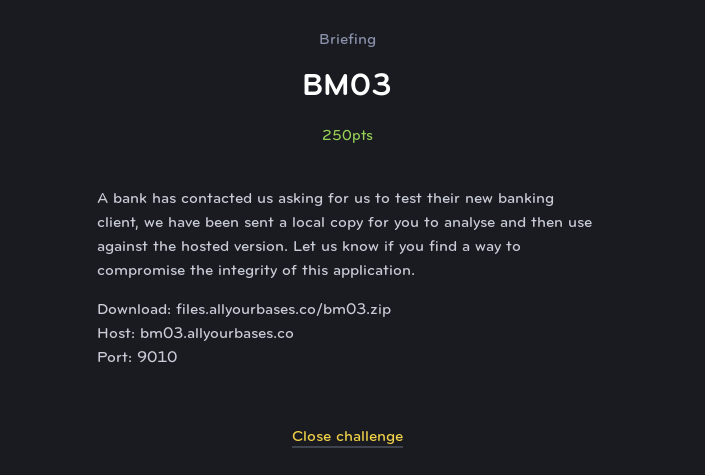 Briefing
BM03
250pts
A bank has contacted us asking for us to test their new banking
client, we have been sent a local copy for you to analyse and then use
against the hosted version. Let us know if you find a way to
compromise the integrity of this application.
Download: files.allyourbases.co/bm03.zip
Host: bm03.allyourbases.co
Port: 9010
Close challenge